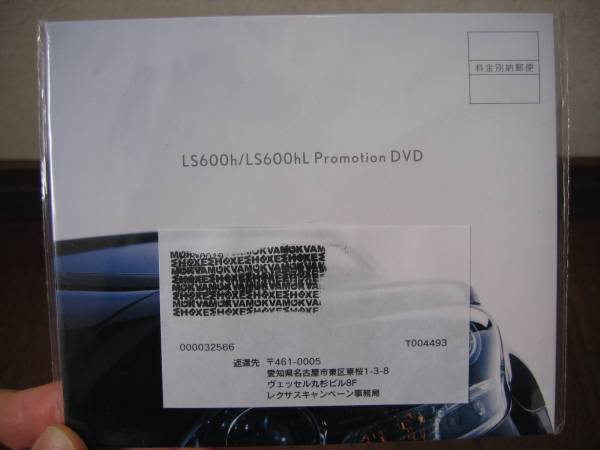 料金別納郵便
LS600h/LS600hL Promotion DVD
000032566
T004493
返還先 〒461-0005
愛知県名古屋市東区東桜1-3-8
ヴェッセル丸杉ビル8F
レクサスキャンペーン事務局